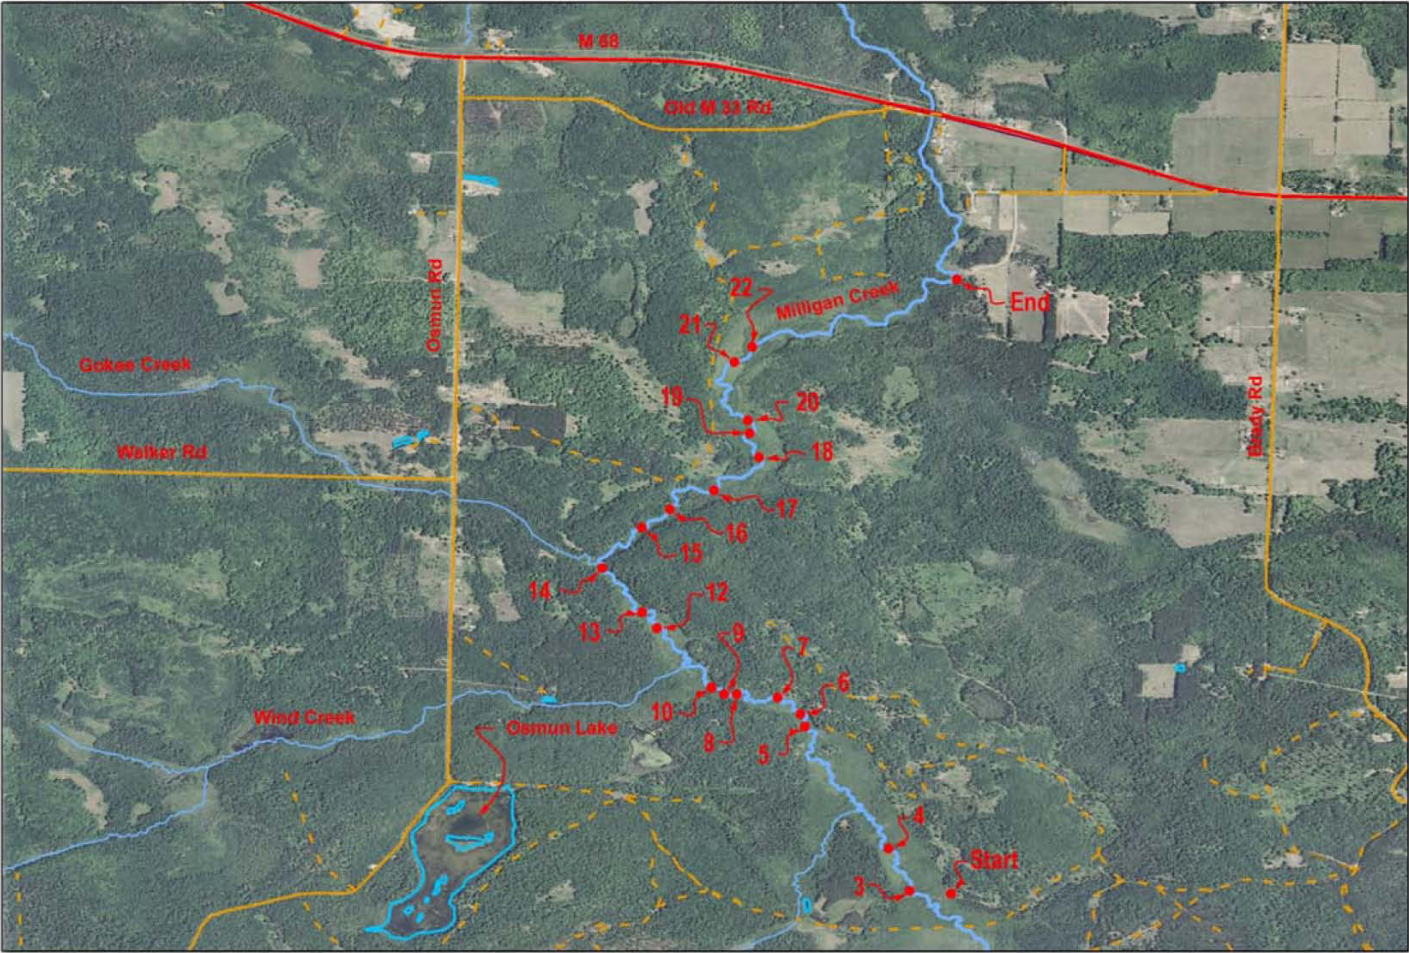 M 68
Old M 33 Rd
Osmun Rd
22
Milligan Creek
End
21
Gokee Creek
19
20
Brady Rd
Walker Rd
18
17
16
15
14
12
13
9
7
6
10
Wind Creek
Osmun Lake
8
5
4
Start
3